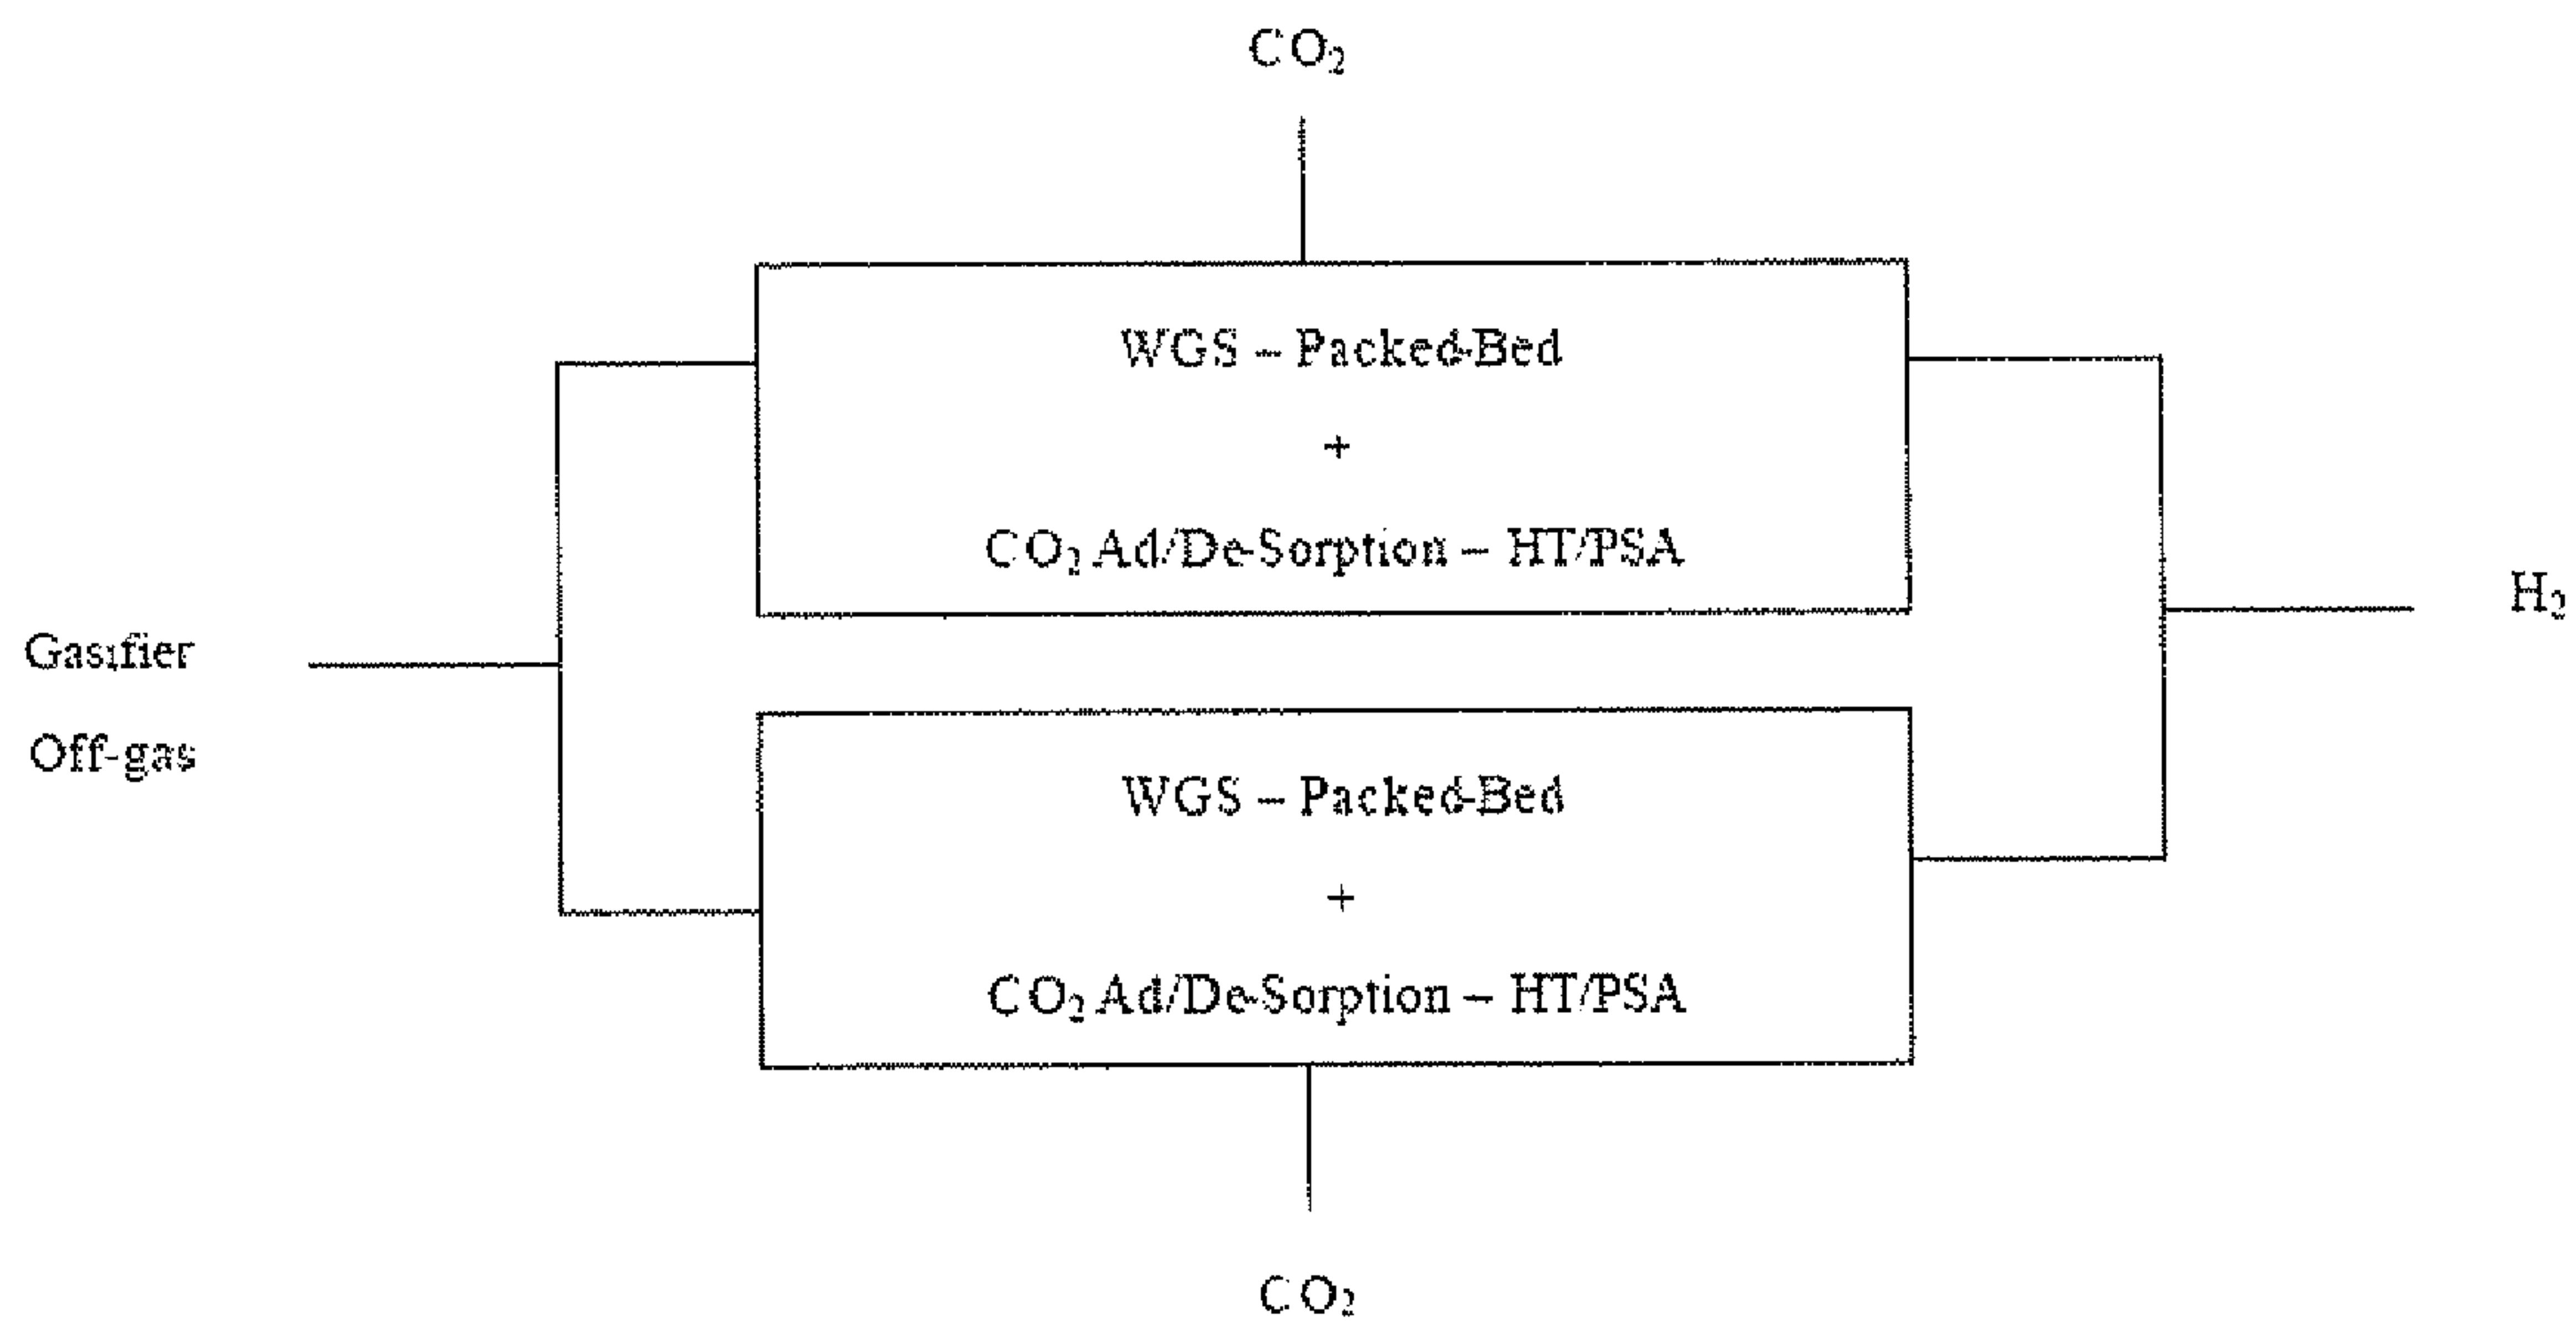 CO₂
WGS – Packed-Bed
+
CO₂ Ad/De-Sorption – HT/PSA
Gasifier
Off-gas
H₂
WGS – Packed-Bed
+
CO₂ Ad/De-Sorption – HT/PSA
CO₂